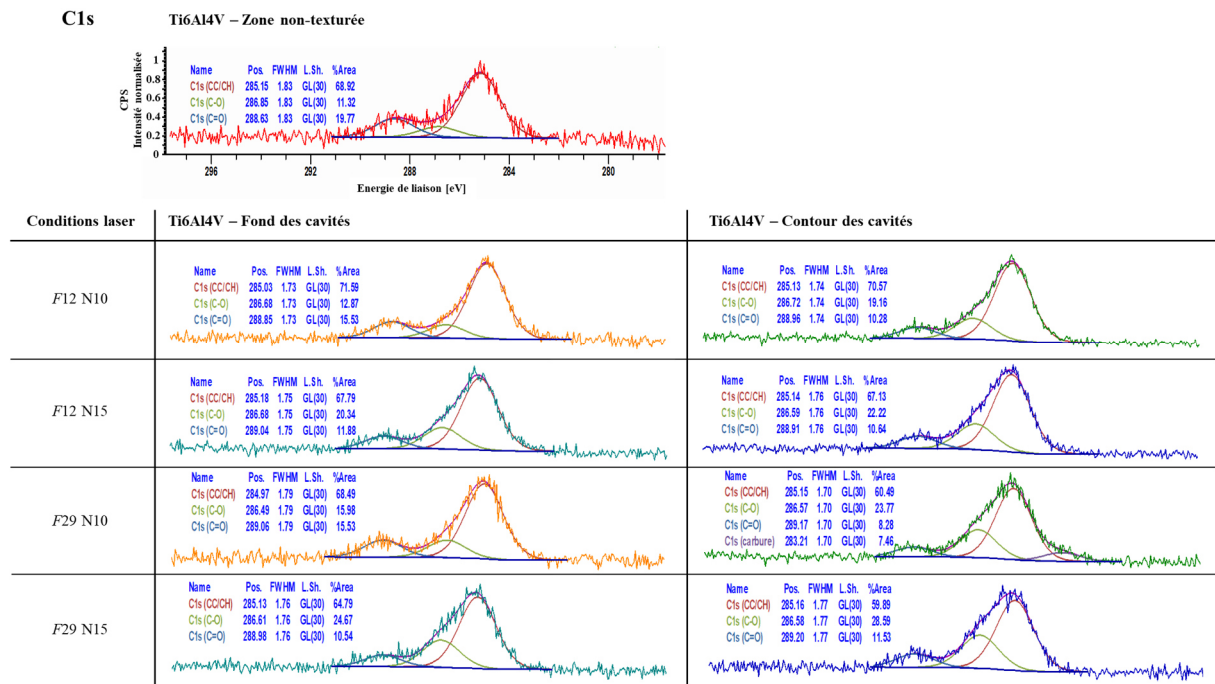 C1s
Ti6Al4V – Zone non-texturée
CPS
Intensité normalisée
1
0.8
0.6
0.4
0.2
0
Name Pos. FWHM L.Sh. %Area
C1s (CC/CH) 285.15 1.83 GL(30) 68.92
C1s (C-O) 286.85 1.83 GL(30) 11.32
C1s (C=O) 288.63 1.83 GL(30) 19.77
296 292 288 284 280
Energie de liaison [eV]
Conditions laser
Ti6Al4V – Fond des cavités
Ti6Al4V – Contour des cavités
F12 N10
Name Pos. FWHM L.Sh. %Area
C1s (CC/CH) 285.03 1.73 GL(30) 71.59
C1s (C-O) 286.68 1.73 GL(30) 12.87
C1s (C=O) 288.85 1.73 GL(30) 15.53
Name Pos. FWHM L.Sh. %Area
C1s (CC/CH) 285.13 1.74 GL(30) 70.57
C1s (C-O) 286.72 1.74 GL(30) 19.16
C1s (C=O) 288.96 1.74 GL(30) 10.28
F12 N15
Name Pos. FWHM L.Sh. %Area
C1s (CC/CH) 285.18 1.75 GL(30) 67.79
C1s (C-O) 286.68 1.75 GL(30) 20.34
C1s (C=O) 289.04 1.75 GL(30) 11.88
Name Pos. FWHM L.Sh. %Area
C1s (CC/CH) 285.14 1.76 GL(30) 67.13
C1s (C-O) 286.59 1.76 GL(30) 22.22
C1s (C=O) 288.91 1.76 GL(30) 10.64
F29 N10
Name Pos. FWHM L.Sh. %Area
C1s (CC/CH) 284.97 1.79 GL(30) 68.49
C1s (C-O) 286.49 1.79 GL(30) 15.98
C1s (C=O) 289.06 1.79 GL(30) 15.53
Name Pos. FWHM L.Sh. %Area
C1s (CC/CH) 285.15 1.70 GL(30) 60.49
C1s (C-O) 286.57 1.70 GL(30) 23.77
C1s (C=O) 289.17 1.70 GL(30) 8.28
C1s (carbure) 283.21 1.70 GL(30) 7.46
F29 N15
Name Pos. FWHM L.Sh. %Area
C1s (CC/CH) 285.13 1.76 GL(30) 64.79
C1s (C-O) 286.61 1.76 GL(30) 24.67
C1s (C=O) 288.98 1.76 GL(30) 10.54
Name Pos. FWHM L.Sh. %Area
C1s (CC/CH) 285.16 1.77 GL(30) 59.89
C1s (C-O) 286.58 1.77 GL(30) 28.59
C1s (C=O) 289.20 1.77 GL(30) 11.53